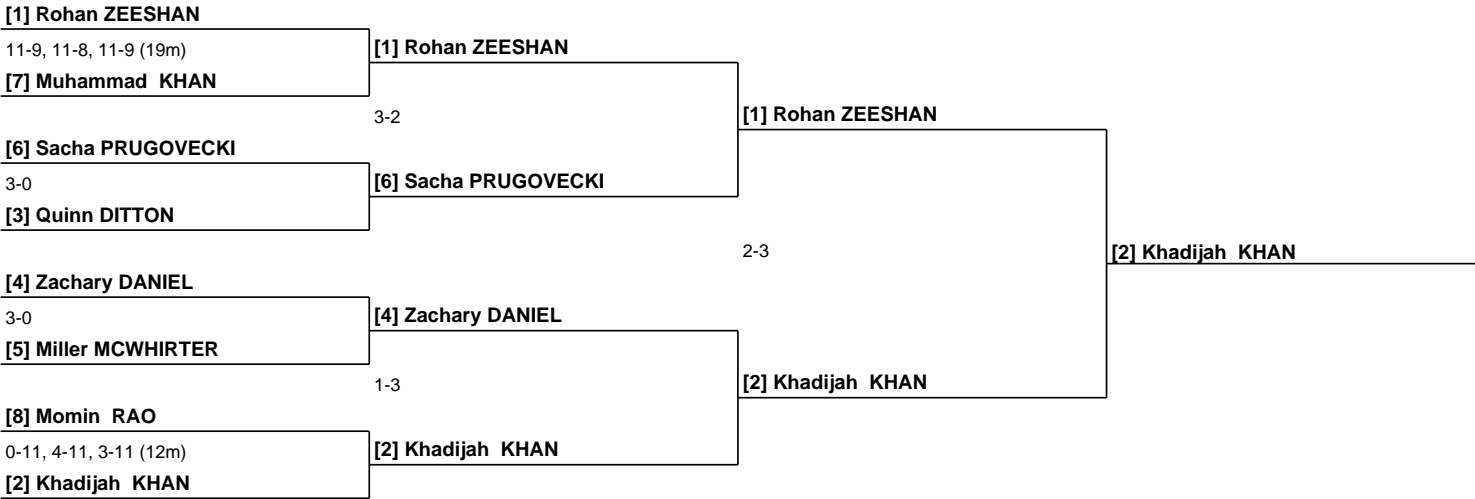 [1] Rohan ZEESHAN
11-9, 11-8, 11-9 (19m)
[1] Rohan ZEESHAN
[7] Muhammad KHAN
3-2
[1] Rohan ZEESHAN
[6] Sacha PRUGOVECKI
3-0
[6] Sacha PRUGOVECKI
[3] Quinn DITTON
2-3
[2] Khadijah KHAN
[4] Zachary DANIEL
3-0
[4] Zachary DANIEL
[5] Miller MCWHIRTER
1-3
[2] Khadijah KHAN
[8] Momin RAO
0-11, 4-11, 3-11 (12m)
[2] Khadijah KHAN
[2] Khadijah KHAN